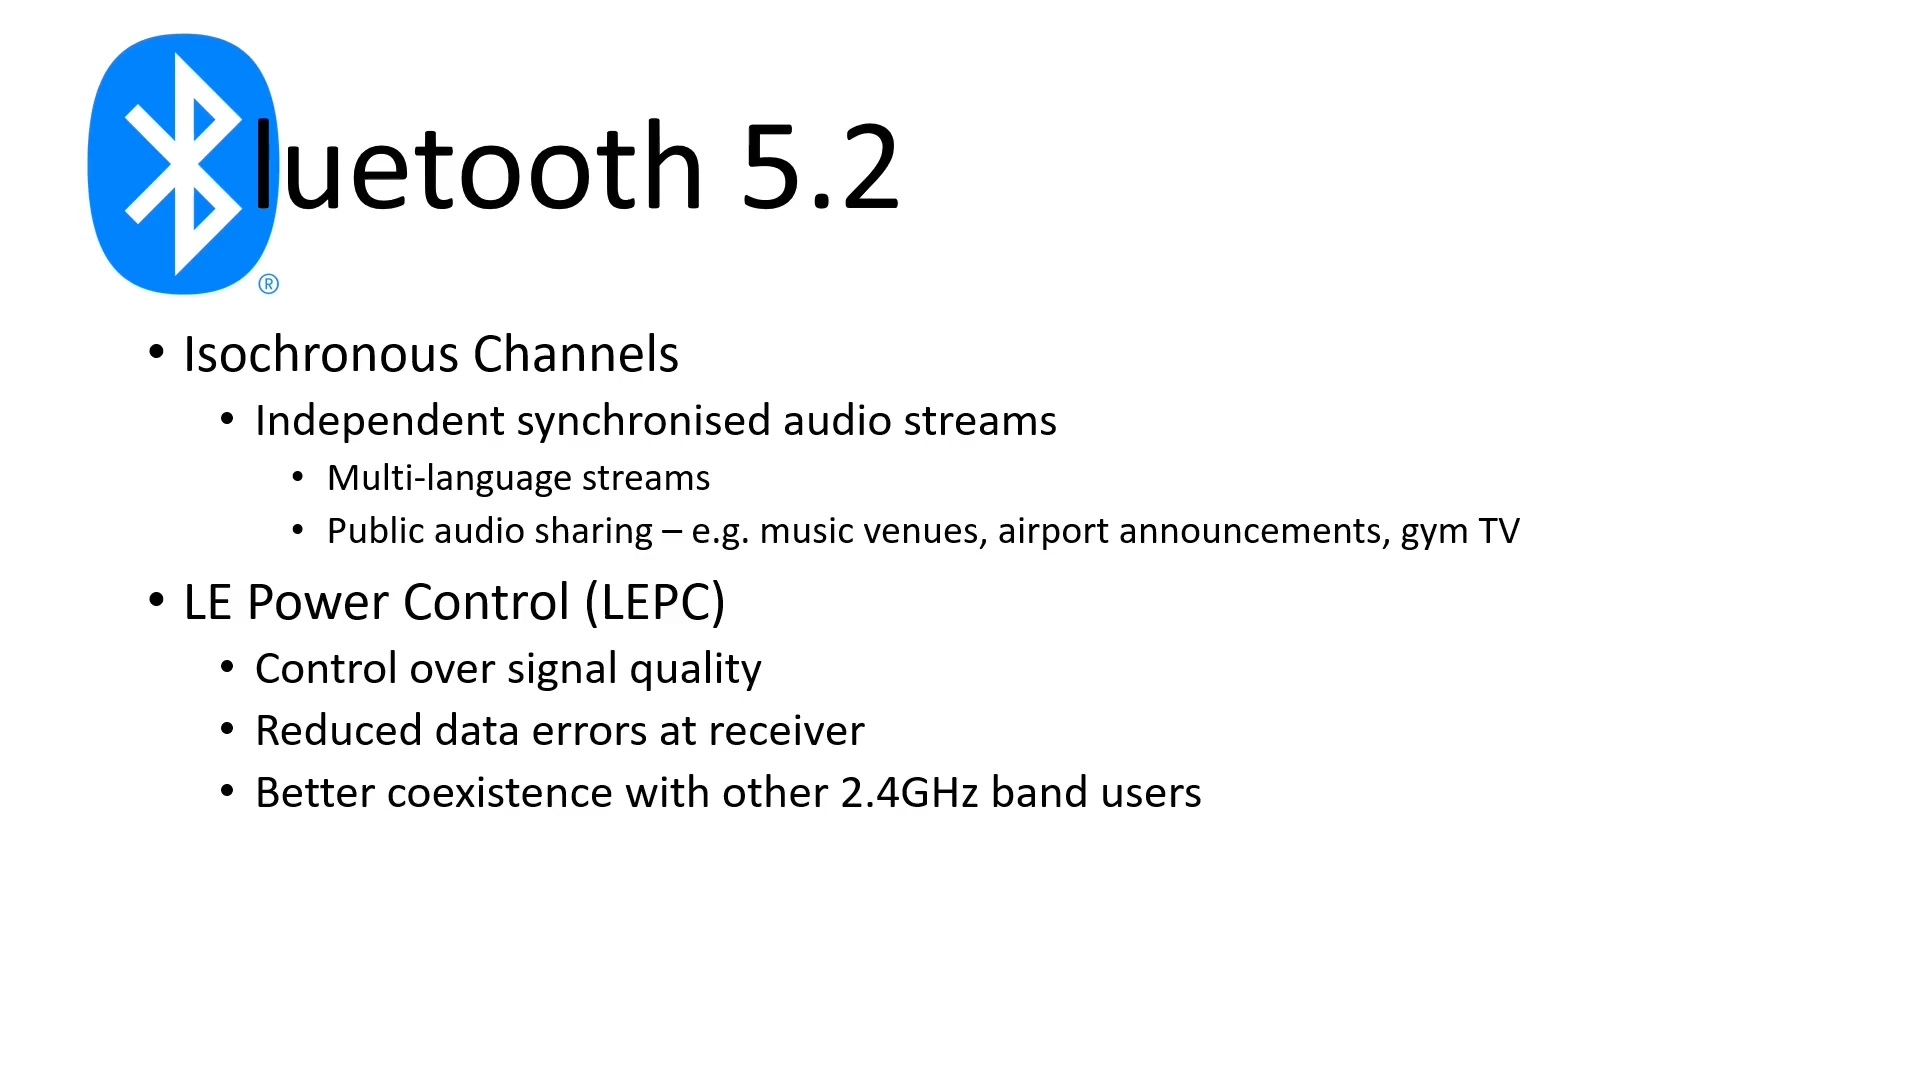 luetooth 5.2
®
• Isochronous Channels
• Independent synchronised audio streams
• Multi-language streams
• Public audio sharing – e.g. music venues, airport announcements, gym TV
• LE Power Control (LEPC)
• Control over signal quality
• Reduced data errors at receiver
• Better coexistence with other 2.4GHz band users